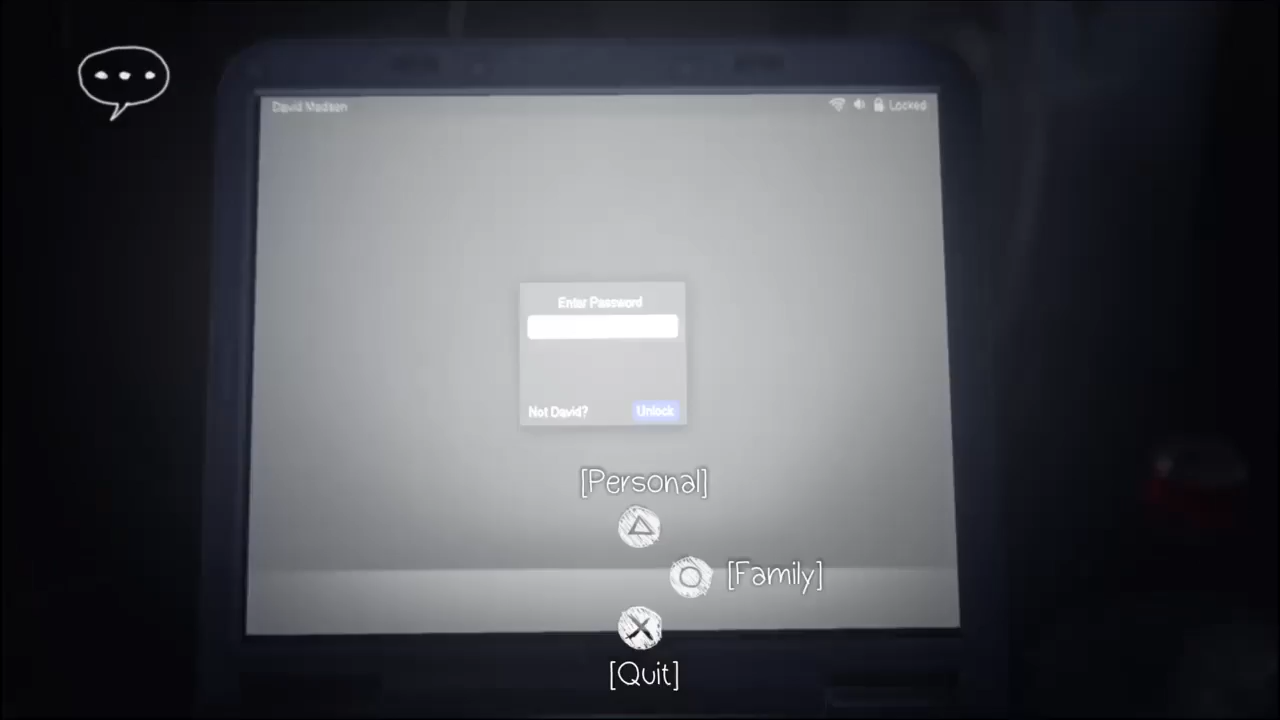 David Madsen
Locked
Enter Password
Not David?
Unlock
[Personal]
[Family]
[Quit]